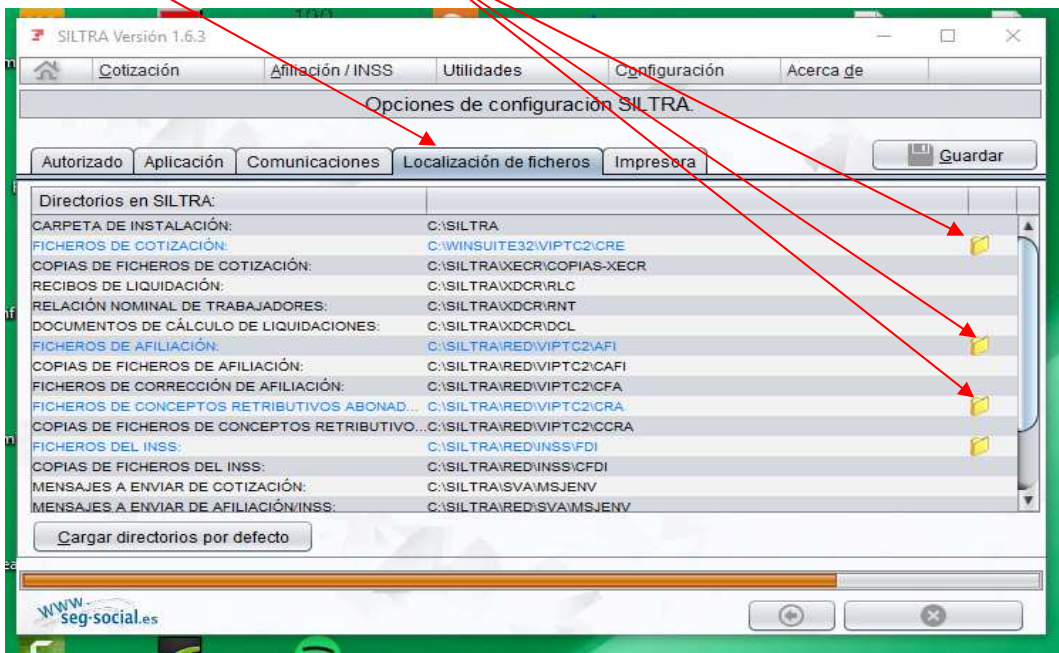 SILTRA Versión 1.6.3
Cotización Afiliación / INSS Utilidades Configuración Acerca de
Opciones de configuración SILTRA.
Autorizado Aplicación Comunicaciones Localización de ficheros Impresora Guardar
Directorios en SILTRA:
CARPETA DE INSTALACIÓN: C:\SILTRA
FICHEROS DE COTIZACIÓN: C:\WINSUITE32\VIPTC2\CRE
COPIAS DE FICHEROS DE COTIZACIÓN: C:\SILTRA\XECR\COPIAS-XECR
RECIBOS DE LIQUIDACIÓN: C:\SILTRA\XDCR\RLC
RELACIÓN NOMINAL DE TRABAJADORES: C:\SILTRA\XDCR\RNT
DOCUMENTOS DE CÁLCULO DE LIQUIDACIONES: C:\SILTRA\XDCR\DCL
FICHEROS DE AFILIACIÓN: C:\SILTRA\RED\VIPTC2\AFI
COPIAS DE FICHEROS DE AFILIACIÓN: C:\SILTRA\RED\VIPTC2\CAFI
FICHEROS DE CORRECCIÓN DE AFILIACIÓN: C:\SILTRA\RED\VIPTC2\CFA
FICHEROS DE CONCEPTOS RETRIBUTIVOS ABONAD... C:\SILTRA\RED\VIPTC2\CRA
COPIAS DE FICHEROS DE CONCEPTOS RETRIBUTIVO... C:\SILTRA\RED\VIPTC2\CCRA
FICHEROS DEL INSS: C:\SILTRA\RED\INSS\FDI
COPIAS DE FICHEROS DEL INSS: C:\SILTRA\RED\INSS\CFDI
MENSAJES A ENVIAR DE COTIZACIÓN: C:\SILTRA\SVA\MSJENV
MENSAJES A ENVIAR DE AFILIACIÓN/INSS: C:\SILTRA\RED\SVA\MSJENV
Cargar directorios por defecto
www.
seg-social.es